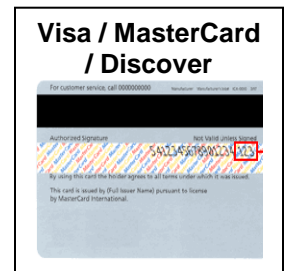 Visa / MasterCard
/ Discover
For customer service, call 0000000000
Authorized Signature Not Valid Unless Signed
123
By using this card the holder agrees to all terms under which it was issued.
This card is issued by (Full Issuer Name) pursuant to license
by MasterCard International.